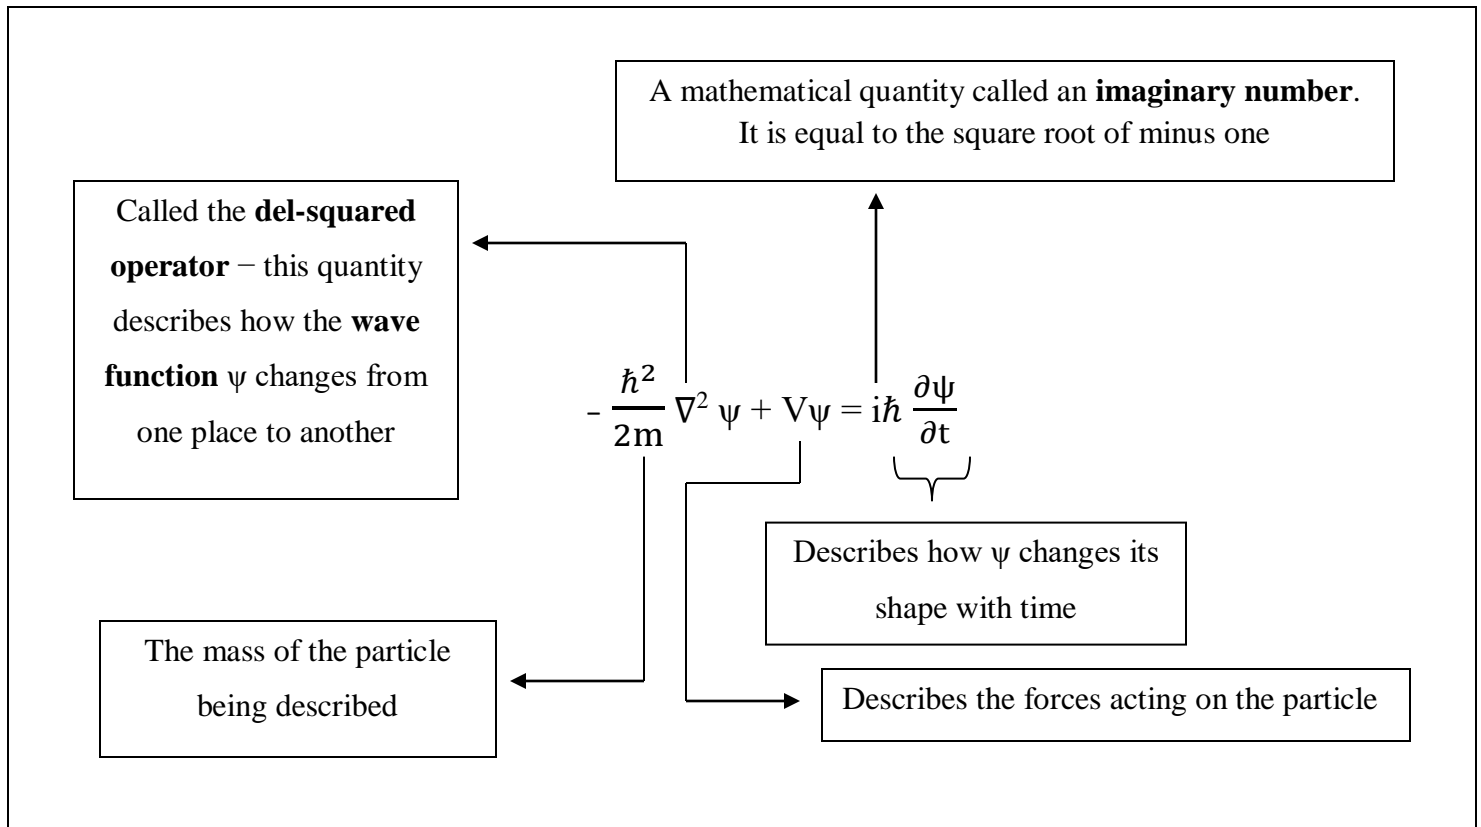 A mathematical quantity called an imaginary number.
It is equal to the square root of minus one
Called the del-squared
operator − this quantity
describes how the wave
function ψ changes from
one place to another
- ℏ²/2m ∇² ψ + Vψ = iℏ ∂ψ/∂t
Describes how ψ changes its
shape with time
The mass of the particle
being described
Describes the forces acting on the particle